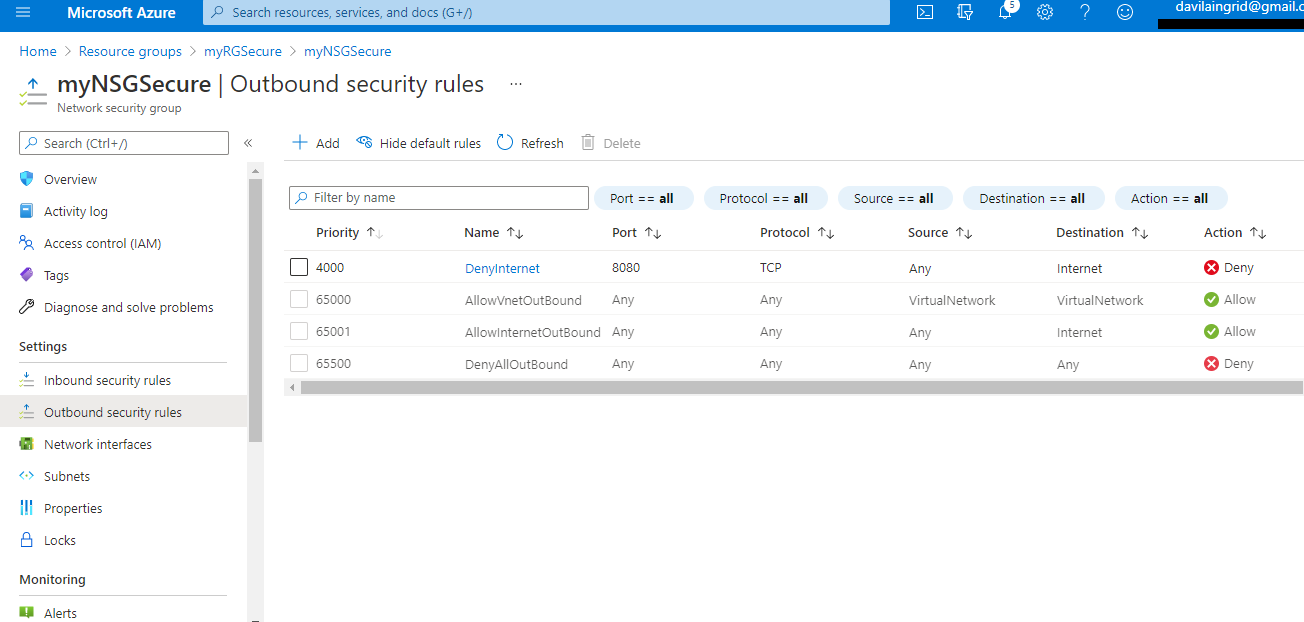 Microsoft Azure
Search resources, services, and docs (G+/)
5
davilaingrid@gmail.c
Home > Resource groups > myRGSecure > myNSGSecure
myNSGSecure | Outbound security rules ...
Network security group
Search (Ctrl+/)
«
Add
Hide default rules
Refresh
Delete
Overview
Activity log
Access control (IAM)
Tags
Diagnose and solve problems
Settings
Inbound security rules
Outbound security rules
Network interfaces
Subnets
Properties
Locks
Monitoring
Alerts
Filter by name
Port == all
Protocol == all
Source == all
Destination == all
Action == all
Priority ↑↓ Name ↑↓ Port ↑↓ Protocol ↑↓ Source ↑↓ Destination ↑↓ Action ↑↓
4000 DenyInternet 8080 TCP Any Internet Deny
65000 AllowVnetOutBound Any Any VirtualNetwork VirtualNetwork Allow
65001 AllowInternetOutBound Any Any Any Internet Allow
65500 DenyAllOutBound Any Any Any Any Deny